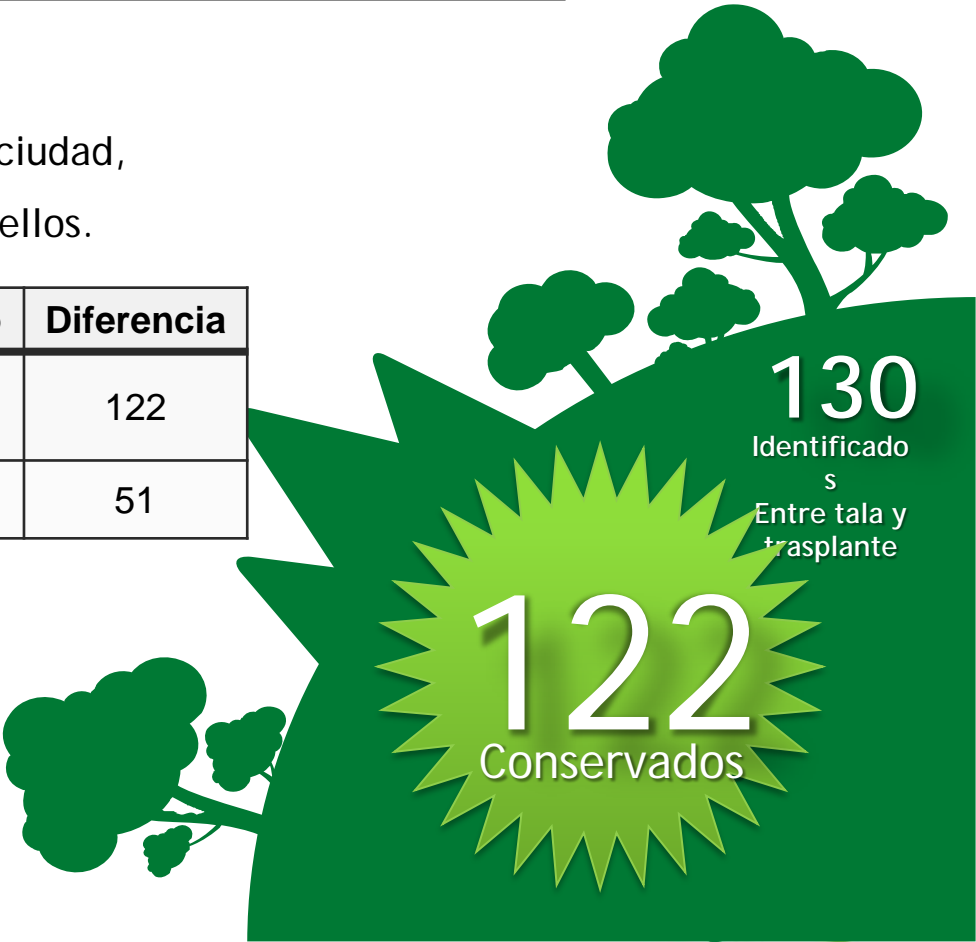 ciudad,
ellos.
Diferencia
122
51
130
Identificado
s
Entre tala y
trasplante
122
Conservados